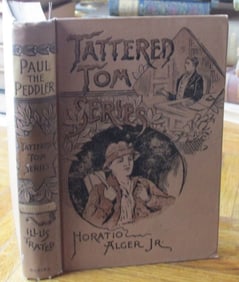 PAUL
THE
PEDDLER
TATTERED
TOM
SERIES
ILLUS
TRATED
TATTERED
TOM
SERIES
HORATIO
ALGER JR.